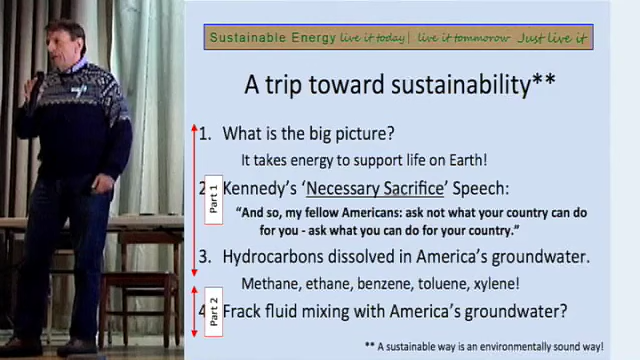 Sustainable Energy live it today| live it tommorow Just live it
A trip toward sustainability**
1. What is the big picture?
It takes energy to support life on Earth!
2. Kennedy's 'Necessary Sacrifice' Speech:
"And so, my fellow Americans: ask not what your country can do
for you - ask what you can do for your country."
3. Hydrocarbons dissolved in America's groundwater.
Methane, ethane, benzene, toluene, xylene!
4. Frack fluid mixing with America's groundwater?
Part 1
Part 2
** A sustainable way is an environmentally sound way!